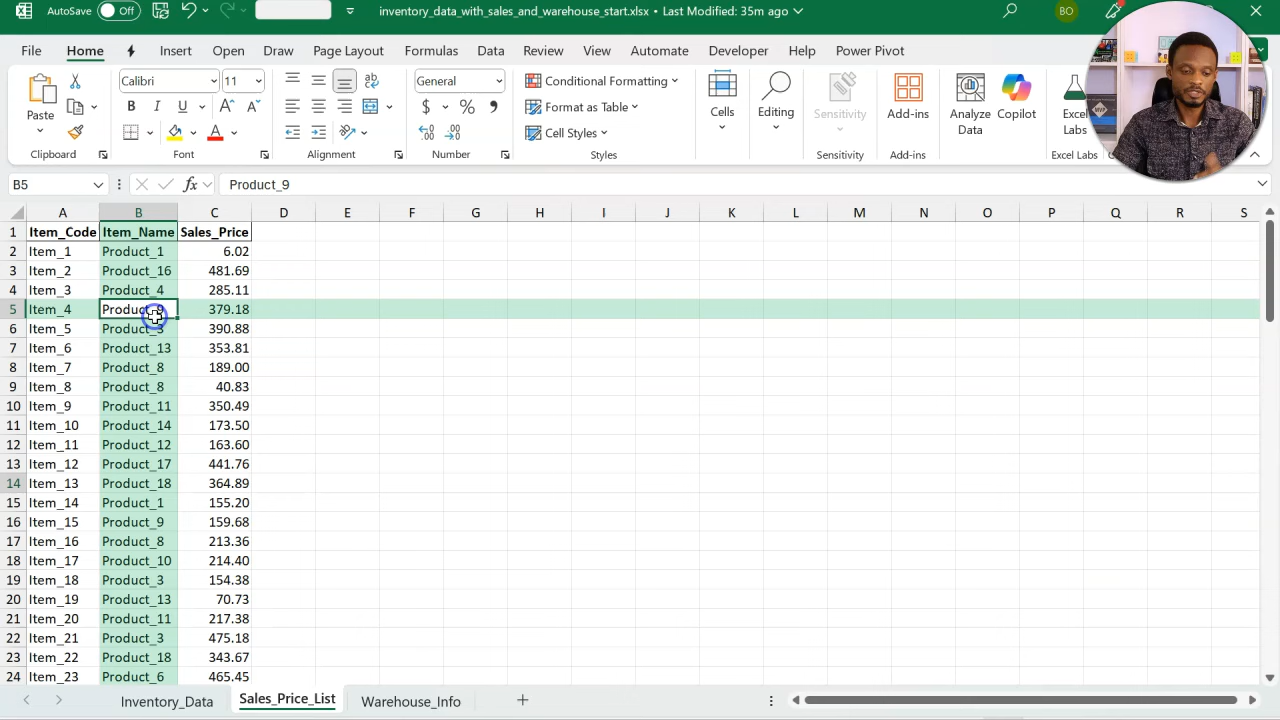 AutoSave Off inventory_data_with_sales_and_warehouse_start.xlsx • Last Modified: 35m ago BO
File Home Insert Open Draw Page Layout Formulas Data Review View Automate Developer Help Power Pivot
Paste Calibri 11 General Conditional Formatting Format as Table Cell Styles Cells Editing Sensitivity Add-ins Analyze Data Copilot Excel Labs
Clipboard Font Alignment Number Styles Sensitivity Add-ins Excel Labs
B5 fx Product_9
A B C D E F G H I J K L M N O P Q R S
1 Item_Code Item_Name Sales_Price
2 Item_1 Product_1 6.02
3 Item_2 Product_16 481.69
4 Item_3 Product_4 285.11
5 Item_4 Product_9 379.18
6 Item_5 Product_3 390.88
7 Item_6 Product_13 353.81
8 Item_7 Product_8 189.00
9 Item_8 Product_8 40.83
10 Item_9 Product_11 350.49
11 Item_10 Product_14 173.50
12 Item_11 Product_12 163.60
13 Item_12 Product_17 441.76
14 Item_13 Product_18 364.89
15 Item_14 Product_1 155.20
16 Item_15 Product_9 159.68
17 Item_16 Product_8 213.36
18 Item_17 Product_10 214.40
19 Item_18 Product_3 154.38
20 Item_19 Product_13 70.73
21 Item_20 Product_11 217.38
22 Item_21 Product_3 475.18
23 Item_22 Product_18 343.67
24 Item_23 Product_6 465.45
Inventory_Data Sales_Price_List Warehouse_Info